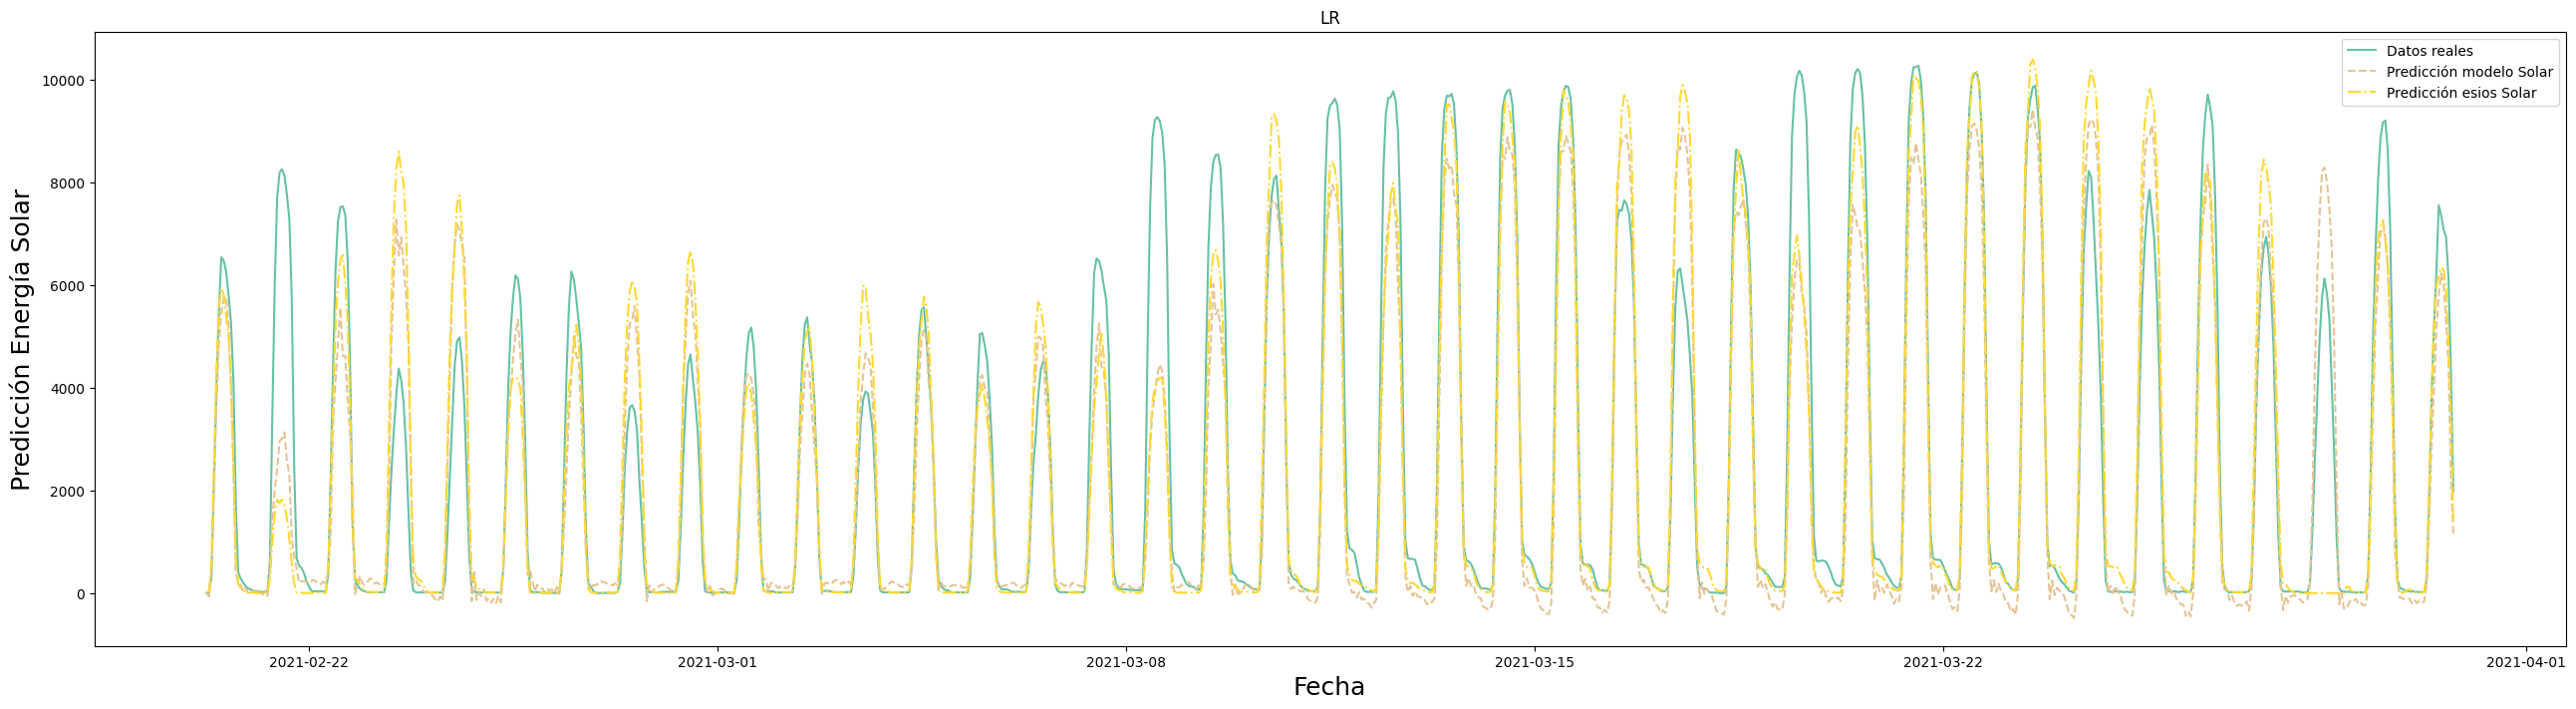 LR
Datos reales
Predicción modelo Solar
Predicción esios Solar
Predicción Energía Solar
10000
8000
6000
4000
2000
0
2021-02-22
2021-03-01
2021-03-08
2021-03-15
2021-03-22
2021-04-01
Fecha